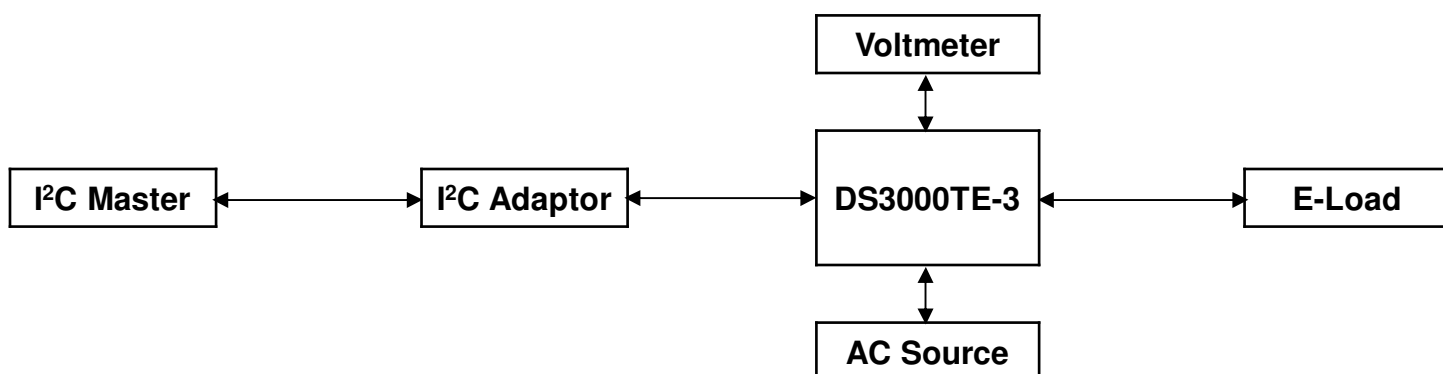 Voltmeter
I²C Master
I²C Adaptor
DS3000TE-3
E-Load
AC Source